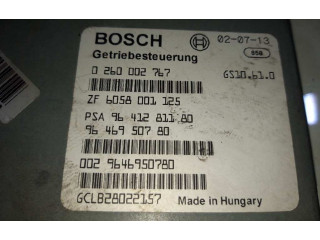 BOSCH 02-07-13
Getriebesteuerung
0 260 002 767 GS10.61.0
ZF 6058 001 125
PSA 96 412 811 80
96 469 507 80
002 9646950780
GCLB28022157 Made in Hungary